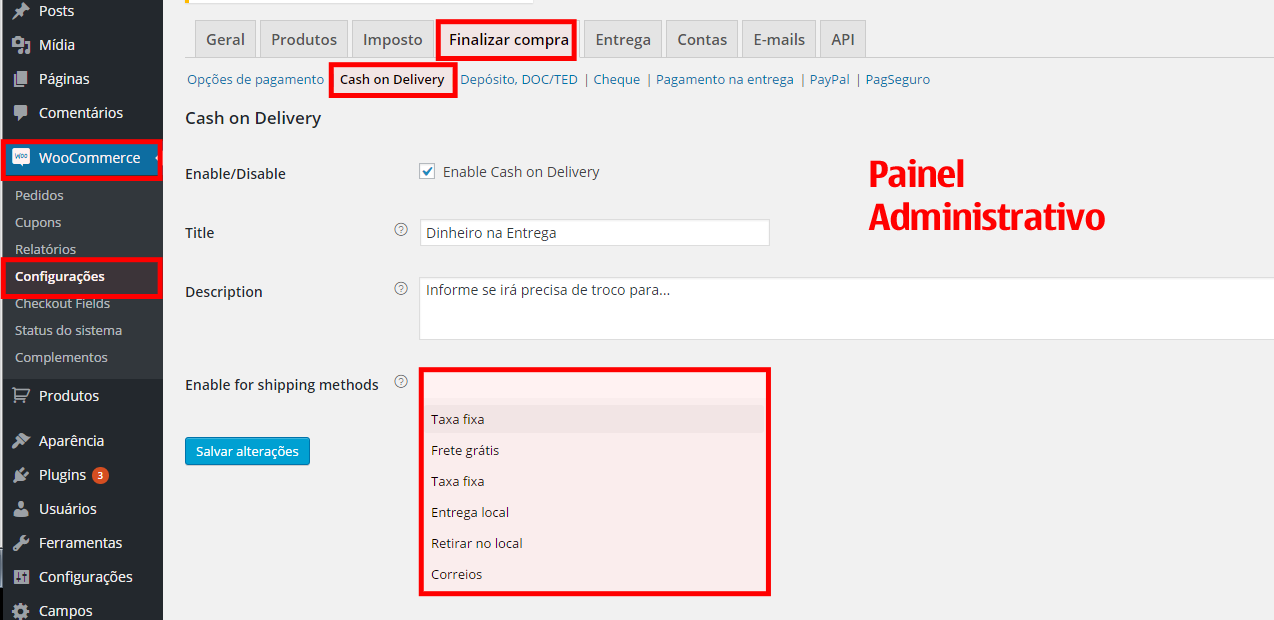 Posts
Mídia
Páginas
Comentários
WOO WooCommerce
Pedidos
Cupons
Relatórios
Configurações
Checkout Fields
Status do sistema
Complementos
Produtos
Aparência
Plugins 3
Usuários
Ferramentas
Configurações
Campos
Geral Produtos Imposto Finalizar compra Entrega Contas E-mails API
Opções de pagamento Cash on Delivery Depósito, DOC/TED | Cheque | Pagamento na entrega | PayPal | PagSeguro
Cash on Delivery
Enable/Disable Enable Cash on Delivery
Title ? Dinheiro na Entrega
Description ? Informe se irá precisa de troco para...
Enable for shipping methods ?
Taxa fixa
Frete grátis
Taxa fixa
Entrega local
Retirar no local
Correios
Salvar alterações
Painel
Administrativo